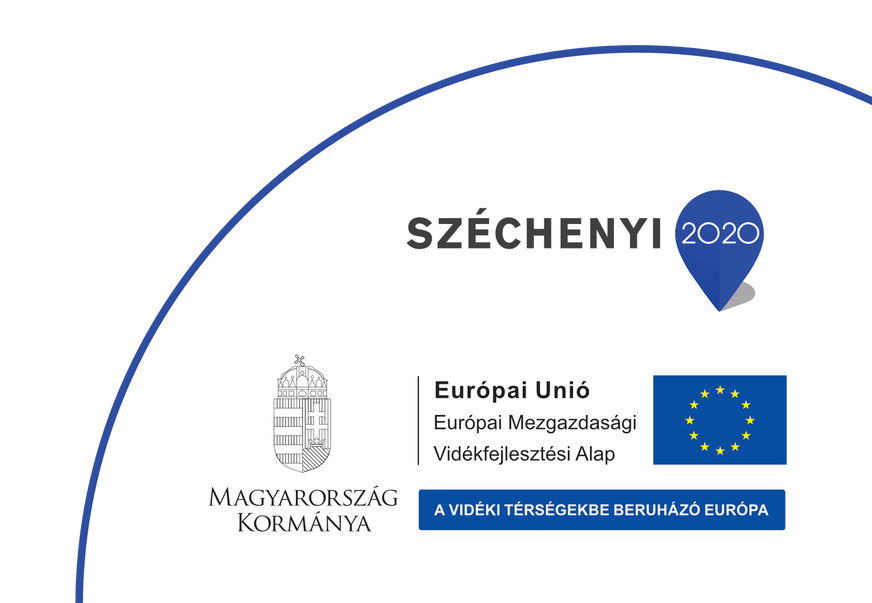 SZÉCHENYI 2020
Európai Unió
Európai Mezgazdasági
Vidékfejlesztési Alap
MAGYARORSZÁG
KORMÁNYA
A VIDÉKI TÉRSÉGEKBE BERUHÁZÓ EURÓPA